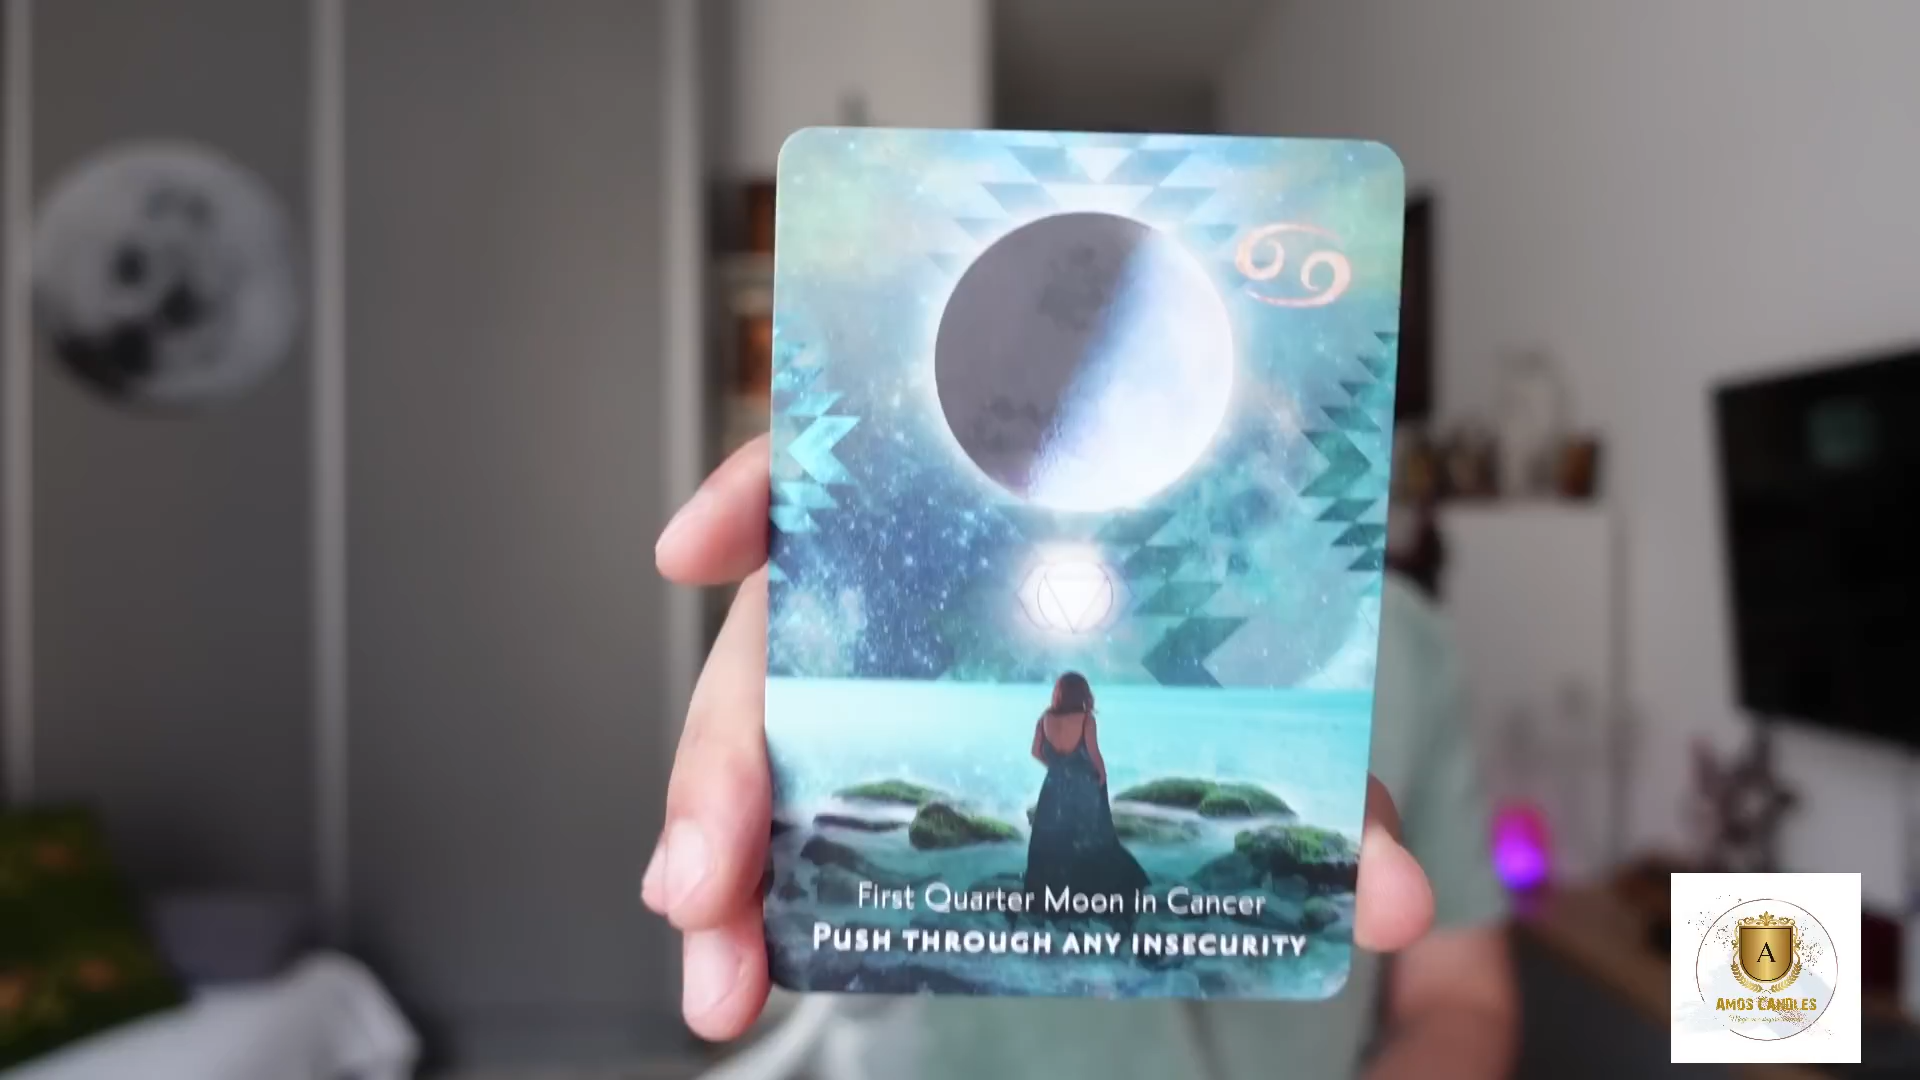 First Quarter Moon in Cancer
PUSH THROUGH ANY INSECURITY
A
AMOS CANDLES